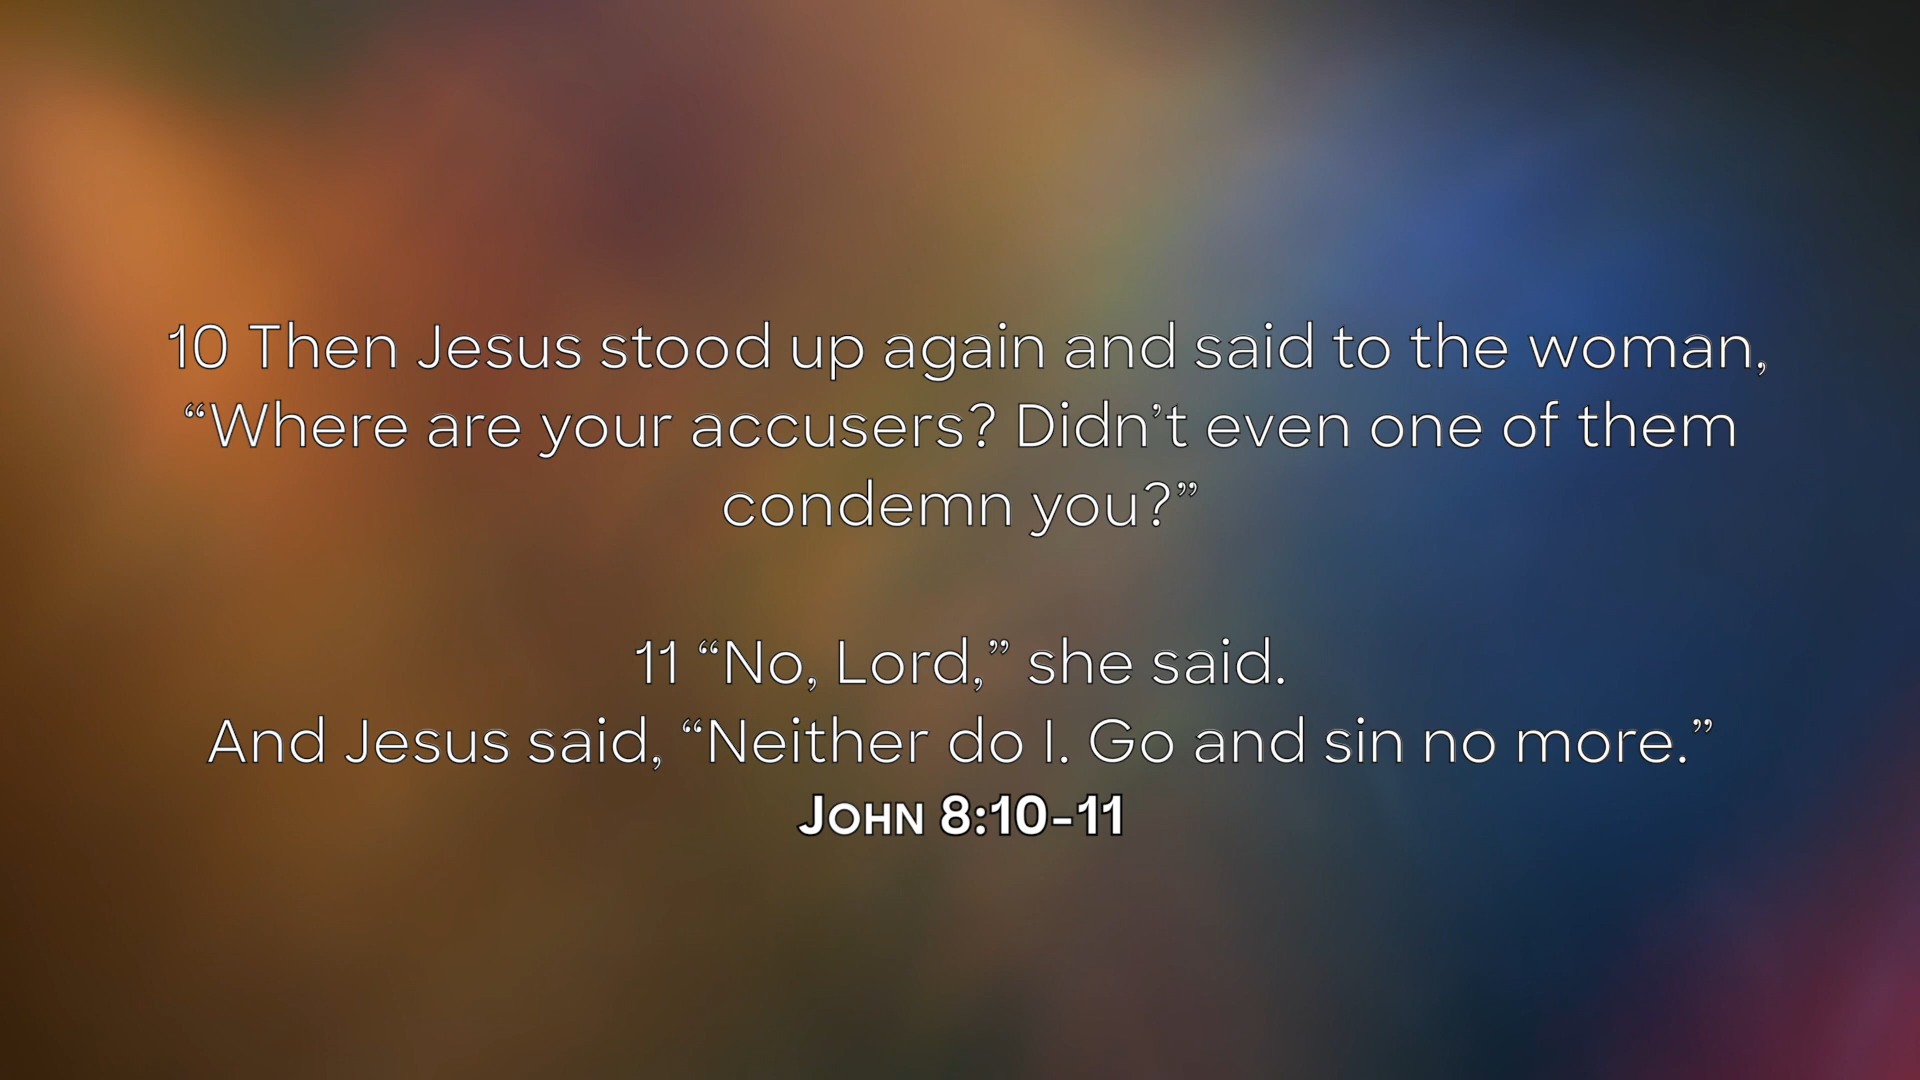 10 Then Jesus stood up again and said to the woman,
“Where are your accusers? Didn’t even one of them
condemn you?”
11 “No, Lord,” she said.
And Jesus said, “Neither do I. Go and sin no more.”
John 8:10-11